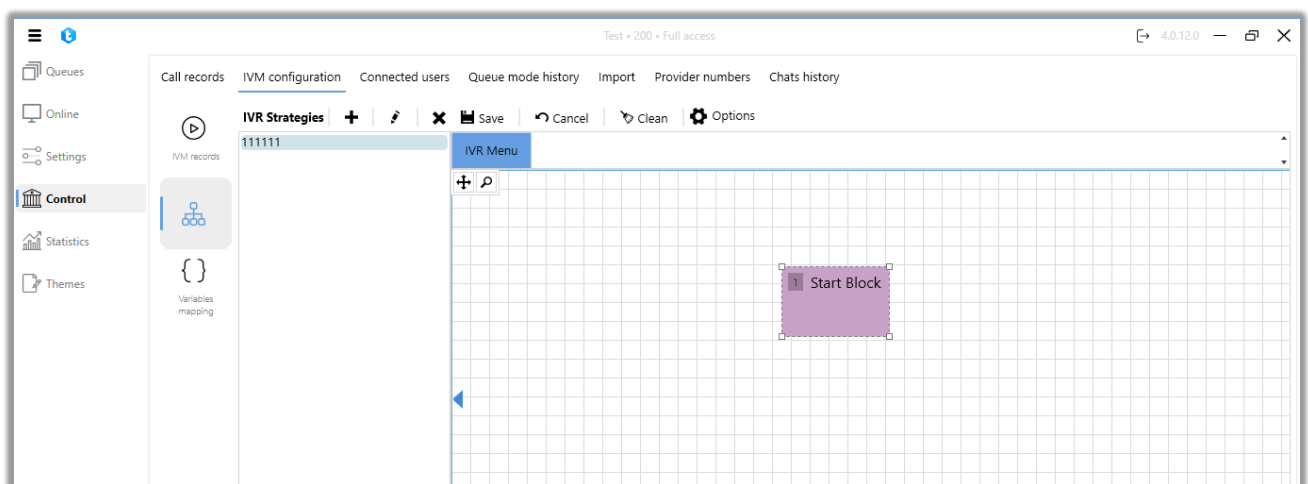 Test • 200 • Full access
4.0.12.0
Queues
Online
Settings
Control
Statistics
Themes
Call records IVM configuration Connected users Queue mode history Import Provider numbers Chats history
IVM records
Variables
mapping
IVR Strategies
Save Cancel Clean Options
111111
IVR Menu
1 Start Block